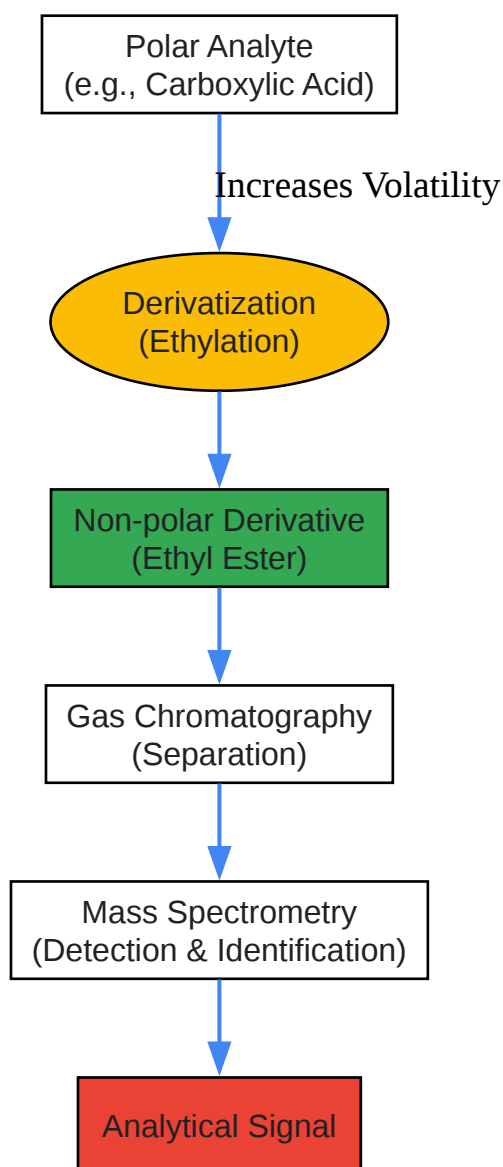 Polar Analyte
(e.g., Carboxylic Acid)
Increases Volatility
Derivatization
(Ethylation)
Non-polar Derivative
(Ethyl Ester)
Gas Chromatography
(Separation)
Mass Spectrometry
(Detection & Identification)
Analytical Signal